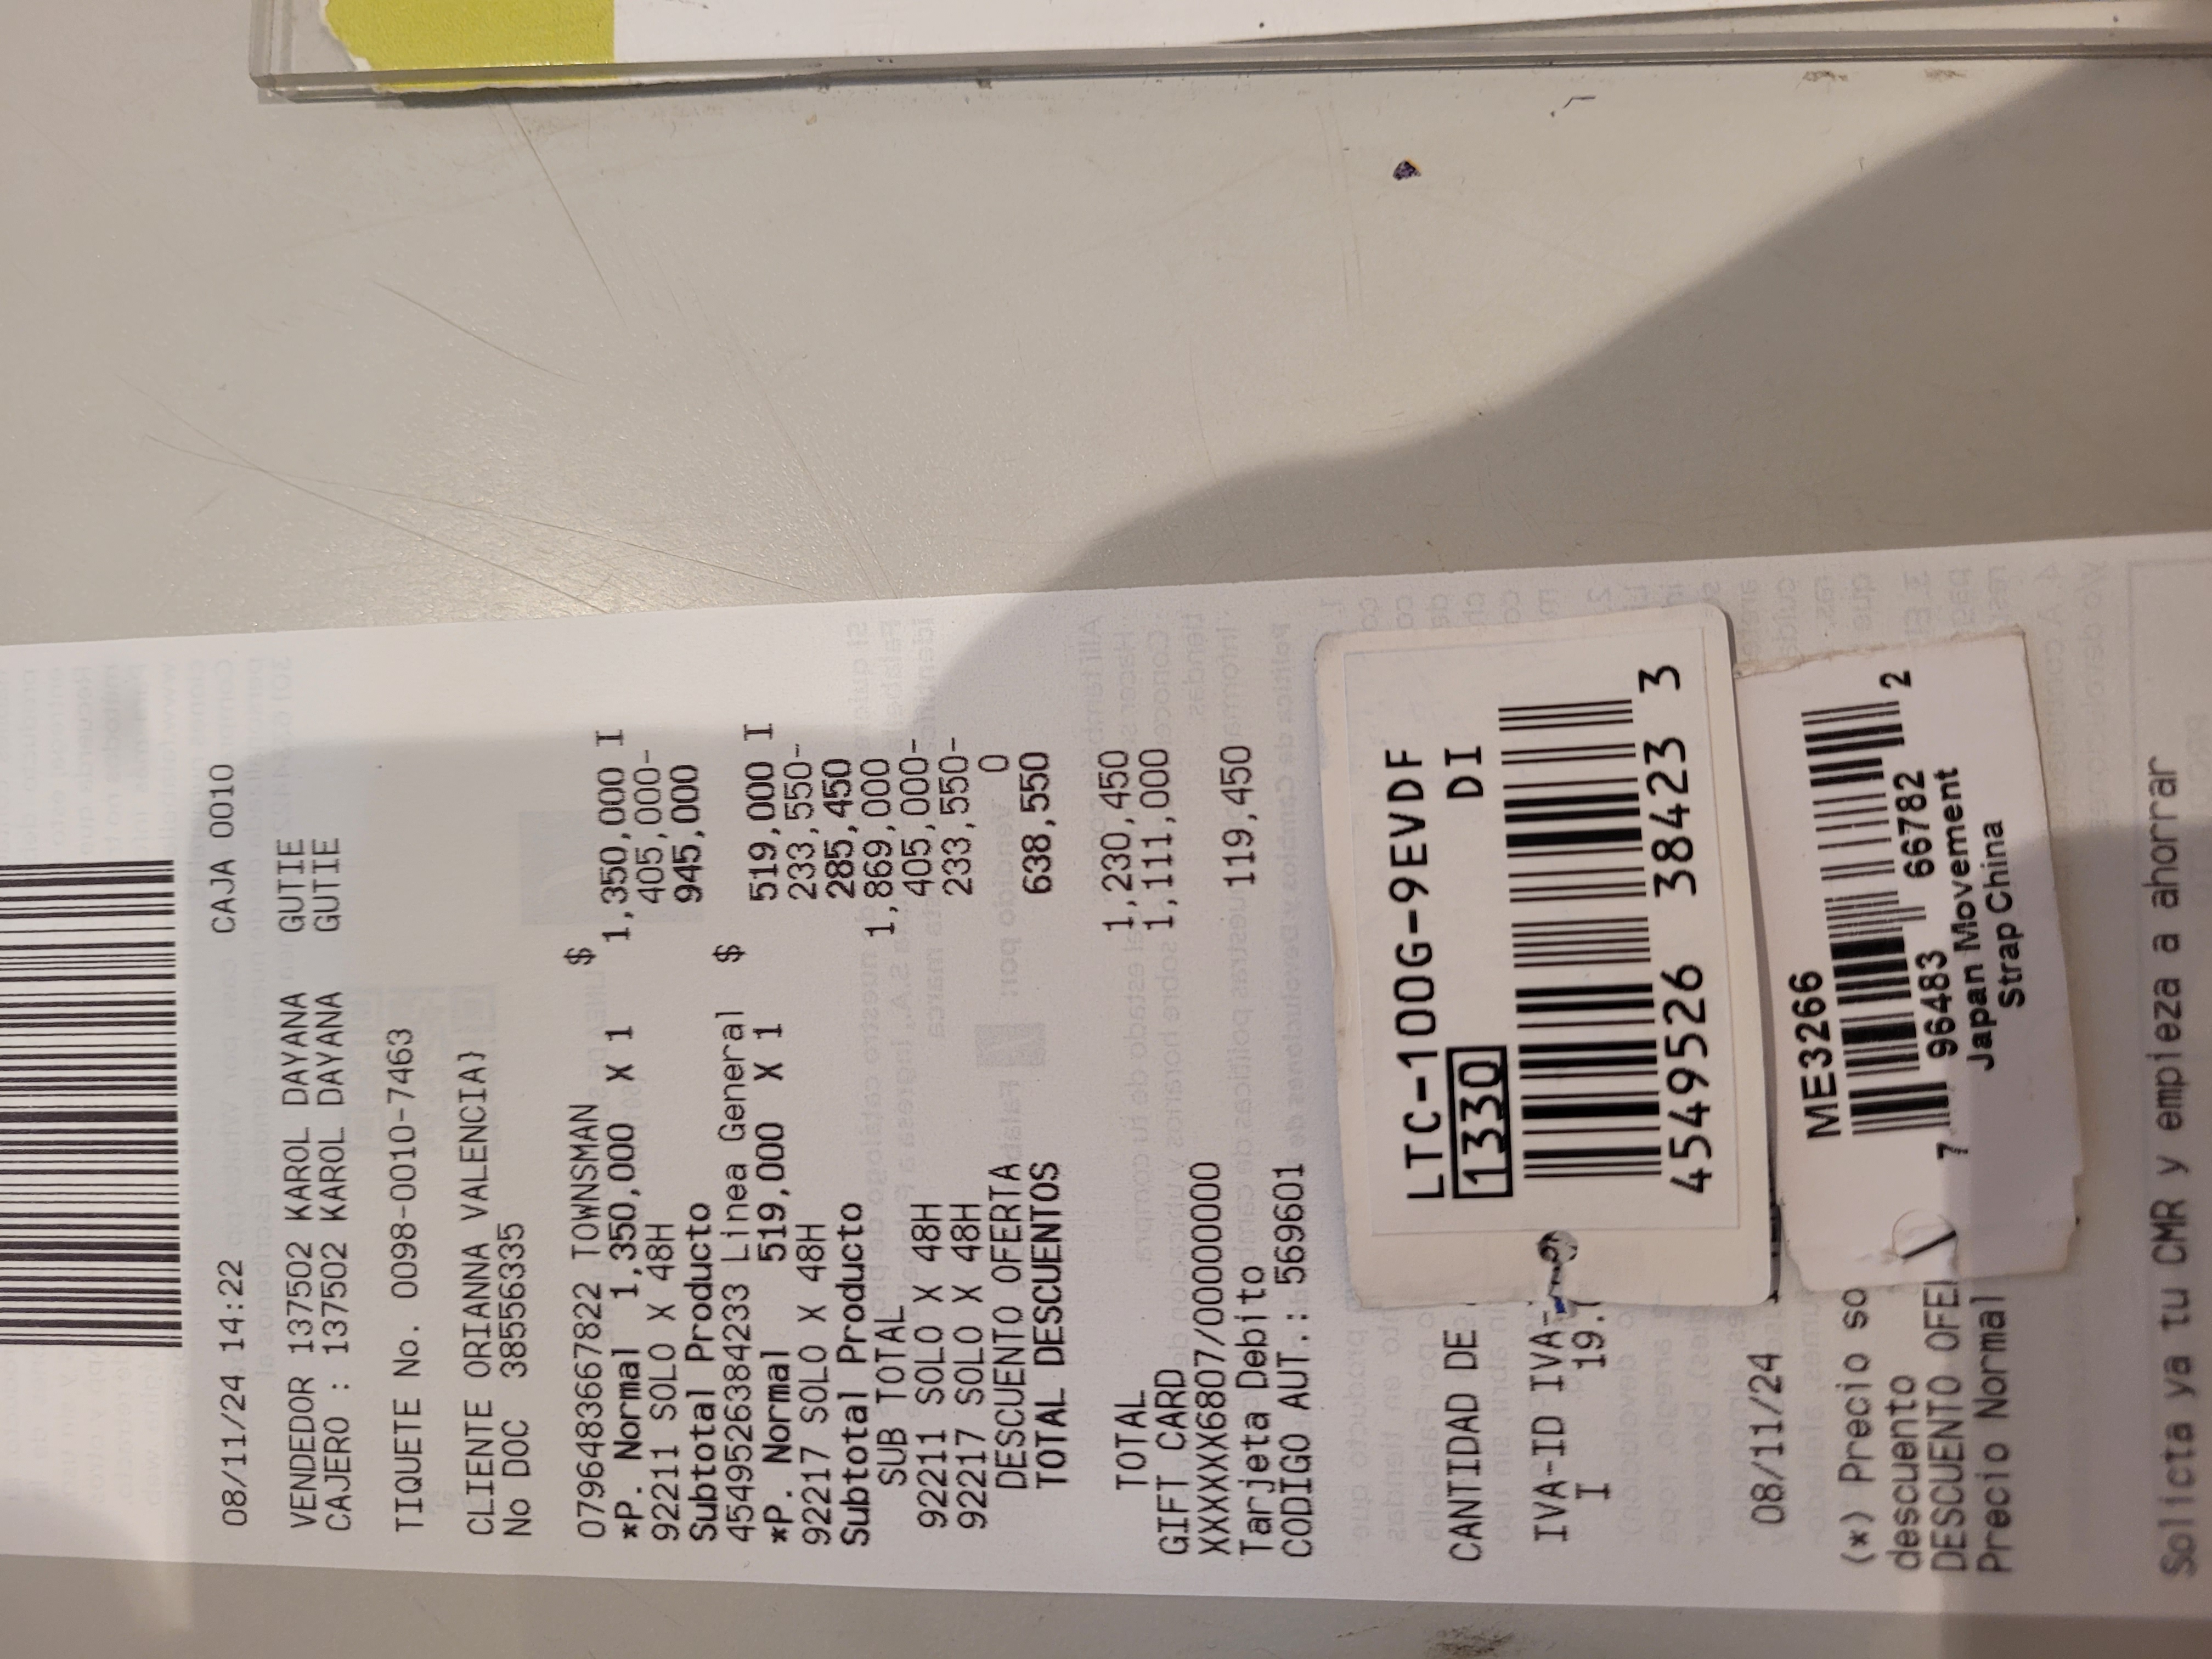 08/11/24 14:22 CAJA 0010
VENDEDOR 137502 KAROL DAYANA GUTIE
CAJERO : 137502 KAROL DAYANA GUTIE
TIQUETE No. 0098-0010-7463
CLIENTE ORIANNA VALENCIA}
No DOC 38556335
0796483667822 TOWNSMAN $
*P. Normal 1,350,000 X 1 1,350,000 I
92211 SOLO X 48H 405,000-
Subtotal Producto 945,000
4549526384233 Linea General $
*P. Normal 519,000 X 1 519,000 I
92217 SOLO X 48H 233,550-
Subtotal Producto 285,450
SUB TOTAL 1,869,000
92211 SOLO X 48H 405,000-
92217 SOLO X 48H 233,550-
DESCUENTO OFERTA 0
TOTAL DESCUENTOS 638,550
TOTAL 1,230,450
GIFT CARD 1,111,000
XXXXXX6807/000000000
Tarjeta Debito 119,450
CODIGO AUT.: 569601
CANTIDAD DE
IVA-ID IVA-
I 19.
08/11/24
(*) Precio so
descuento
DESCUENTO OFE
Precio Normal
Solicta ya tu CMR y empieza a ahorrar
LTC-100G-9EVDF
1330 DI
4549526 38423 3
ME3266
7 96483 66782 2
Japan Movement
Strap China